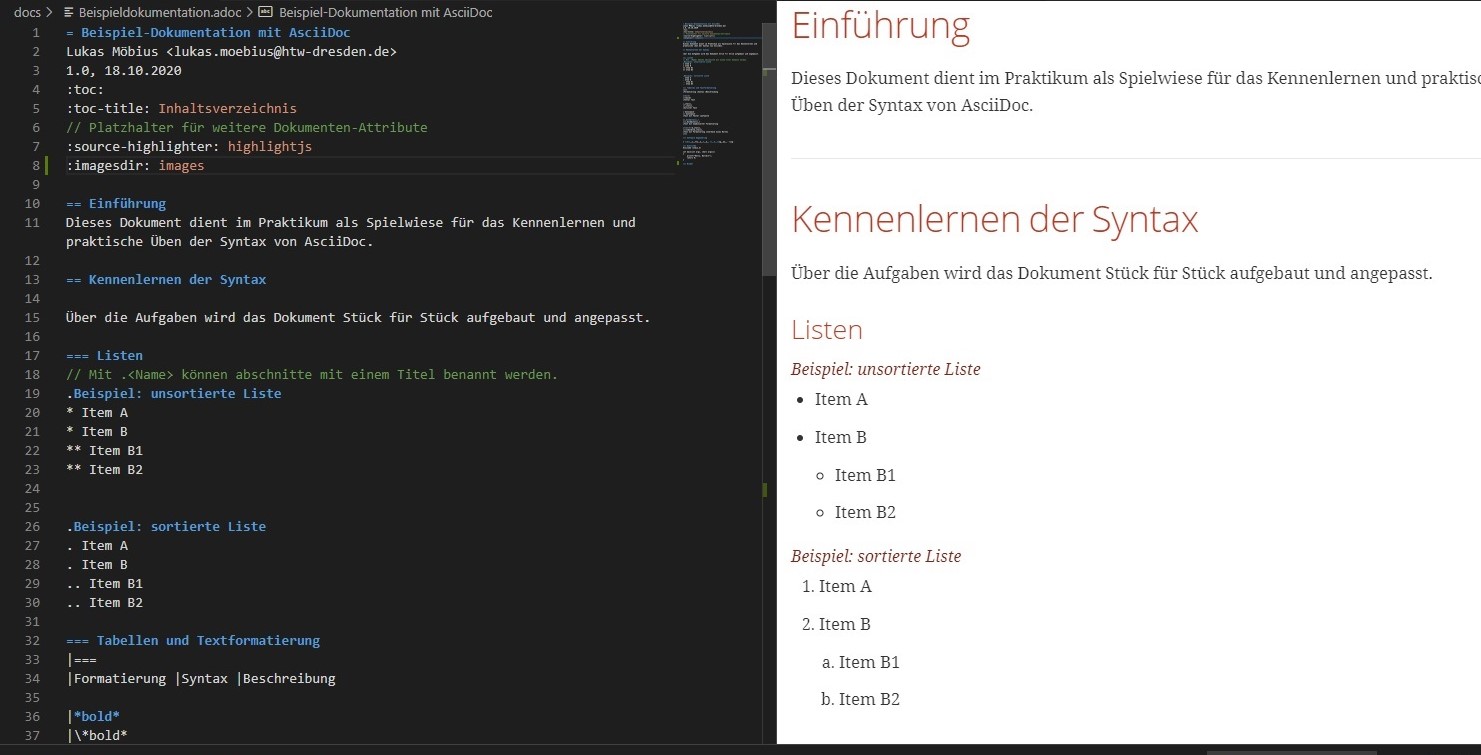 docs > Beispieldokumentation.adoc > Beispiel-Dokumentation mit AsciiDoc
1 = Beispiel-Dokumentation mit AsciiDoc
2 Lukas Möbius <lukas.moebius@htw-dresden.de>
3 1.0, 18.10.2020
4 :toc:
5 :toc-title: Inhaltsverzeichnis
6 // Platzhalter für weitere Dokumenten-Attribute
7 :source-highlighter: highlightjs
8 :imagesdir: images
9
10 == Einführung
11 Dieses Dokument dient im Praktikum als Spielwiese für das Kennenlernen und
praktische Üben der Syntax von AsciiDoc.
12
13 == Kennenlernen der Syntax
14
15 Über die Aufgaben wird das Dokument Stück für Stück aufgebaut und angepasst.
16
17 === Listen
18 // Mit .<Name> können abschnitte mit einem Titel benannt werden.
19 .Beispiel: unsortierte Liste
20 * Item A
21 * Item B
22 ** Item B1
23 ** Item B2
24
25
26 .Beispiel: sortierte Liste
27 . Item A
28 . Item B
29 .. Item B1
30 .. Item B2
31
32 === Tabellen und Textformatierung
33 |===
34 |Formatierung |Syntax |Beschreibung
35
36 |*bold*
37 |\*bold*
Einführung
Dieses Dokument dient im Praktikum als Spielwiese für das Kennenlernen und praktisc
Üben der Syntax von AsciiDoc.
Kennenlernen der Syntax
Über die Aufgaben wird das Dokument Stück für Stück aufgebaut und angepasst.
Listen
Beispiel: unsortierte Liste
• Item A
• Item B
◦ Item B1
◦ Item B2
Beispiel: sortierte Liste
1. Item A
2. Item B
a. Item B1
b. Item B2